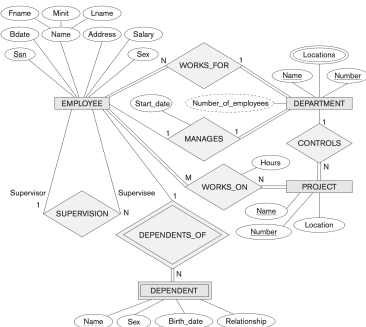 Fname Minit Lname
Bdate Name Address Salary
Ssn Sex
N WORKS_FOR 1
Locations
Name Number
EMPLOYEE Start_date Number_of_employees DEPARTMENT
1 MANAGES 1
1
CONTROLS
M Hours
N
WORKS_ON N PROJECT
Supervisor Supervisee
1 SUPERVISION N
1
Name
Number Location
DEPENDENTS_OF
N
DEPENDENT
Name Sex Birth_date Relationship